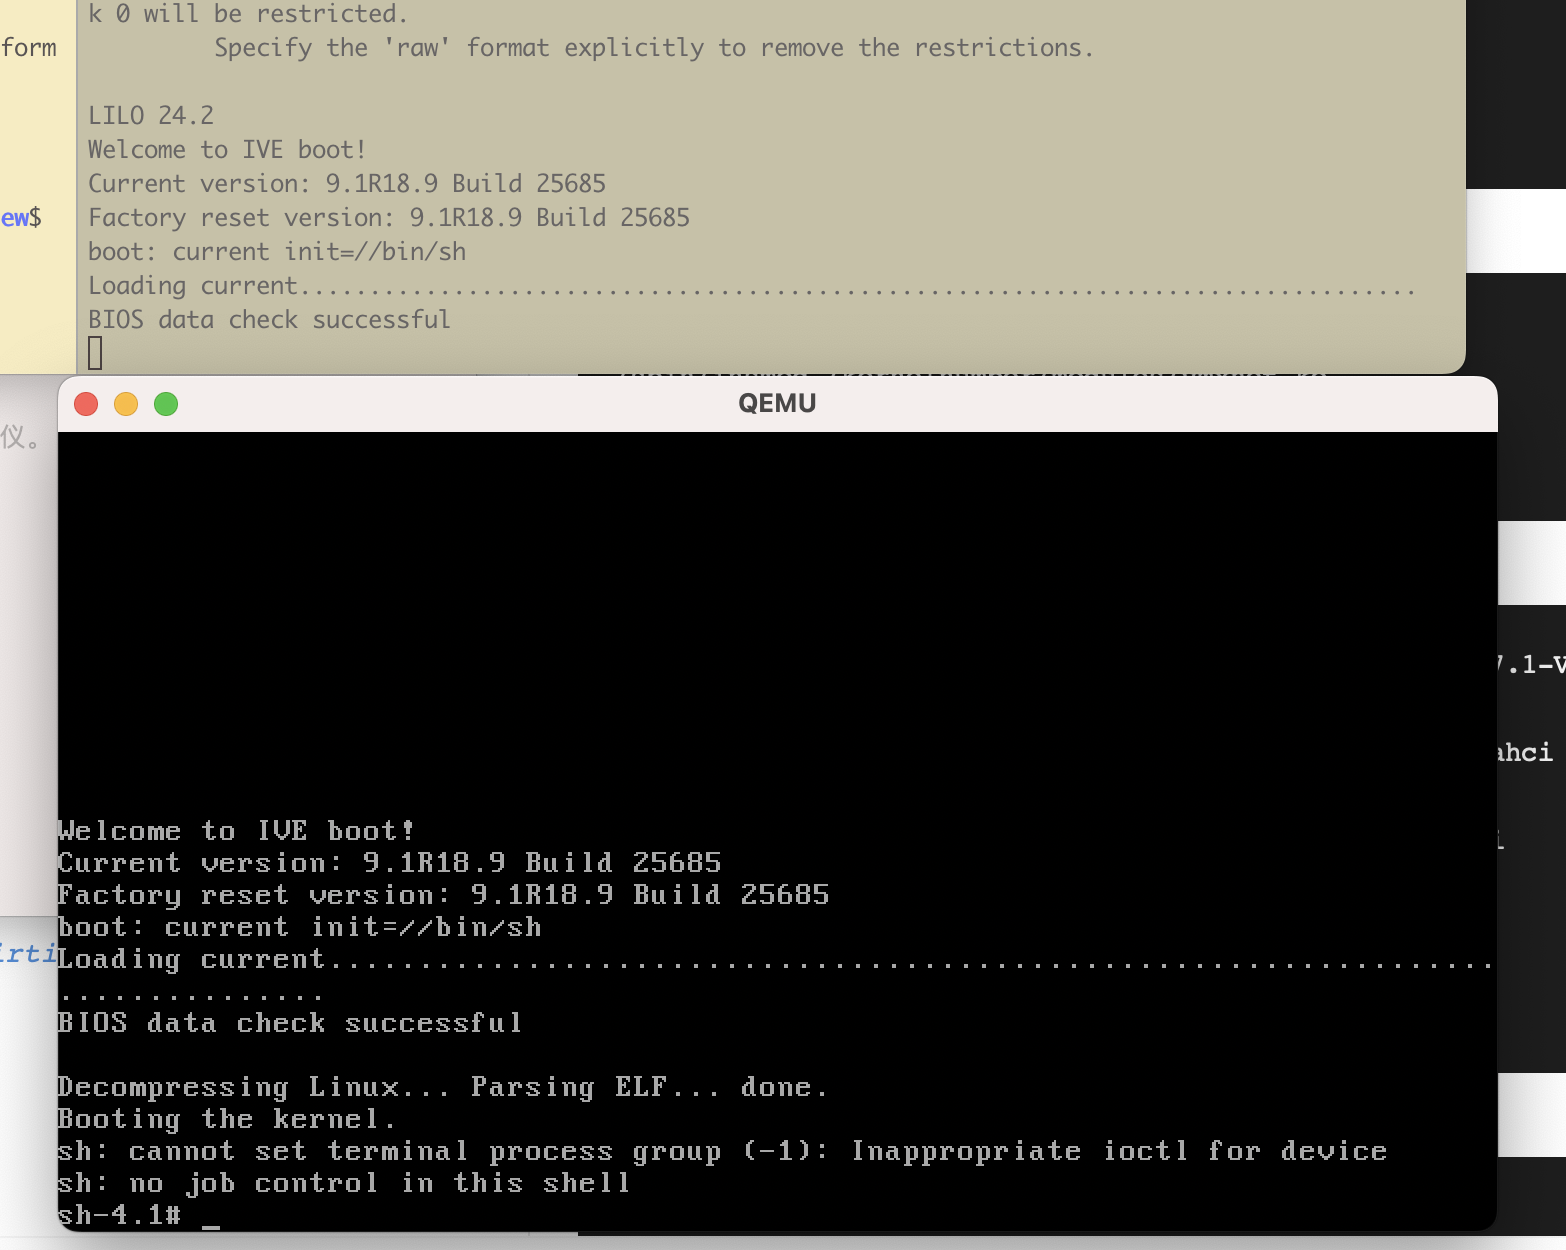 k 0 will be restricted.
form
Specify the 'raw' format explicitly to remove the restrictions.
LILO 24.2
Welcome to IVE boot!
Current version: 9.1R18.9 Build 25685
ew$
Factory reset version: 9.1R18.9 Build 25685
boot: current init=//bin/sh
Loading current................................................................................
BIOS data check successful
QEMU
仪。
7.1-V
ahci
Welcome to IVE boot!
Current version: 9.1R18.9 Build 25685
Factory reset version: 9.1R18.9 Build 25685
boot: current init=//bin/sh
irti
Loading current.................................................................
...............
BIOS data check successful
Decompressing Linux... Parsing ELF... done.
Booting the kernel.
sh: cannot set terminal process group (-1): Inappropriate ioctl for device
sh: no job control in this shell
sh-4.1# _